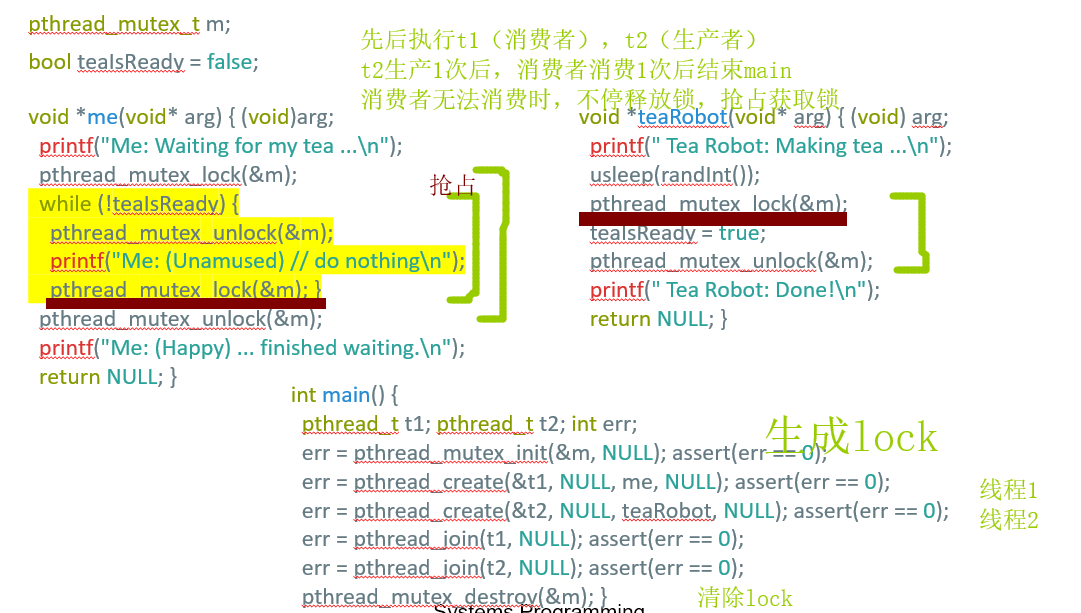 pthread_mutex_t m;
bool teaIsReady = false;
先后执行t1（消费者），t2（生产者）
t2生产1次后，消费者消费1次后结束main
消费者无法消费时，不停释放锁，抢占获取锁
void *me(void* arg) { (void)arg;
printf("Me: Waiting for my tea ...\n");
pthread_mutex_lock(&m);
抢占
while (!teaIsReady) {
pthread_mutex_unlock(&m);
printf("Me: (Unamused) // do nothing\n");
pthread_mutex_lock(&m); }
pthread_mutex_unlock(&m);
printf("Me: (Happy) ... finished waiting.\n");
return NULL; }
void *teaRobot(void* arg) { (void) arg;
printf(" Tea Robot: Making tea ...\n");
usleep(randInt());
pthread_mutex_lock(&m);
teaIsReady = true;
pthread_mutex_unlock(&m);
printf(" Tea Robot: Done!\n");
return NULL; }
int main() {
pthread_t t1; pthread_t t2; int err;
生成lock
err = pthread_mutex_init(&m, NULL); assert(err == 0);
err = pthread_create(&t1, NULL, me, NULL); assert(err == 0);
线程1
err = pthread_create(&t2, NULL, teaRobot, NULL); assert(err == 0);
线程2
err = pthread_join(t1, NULL); assert(err == 0);
err = pthread_join(t2, NULL); assert(err == 0);
pthread_mutex_destroy(&m); }
清除lock
Systems Programming